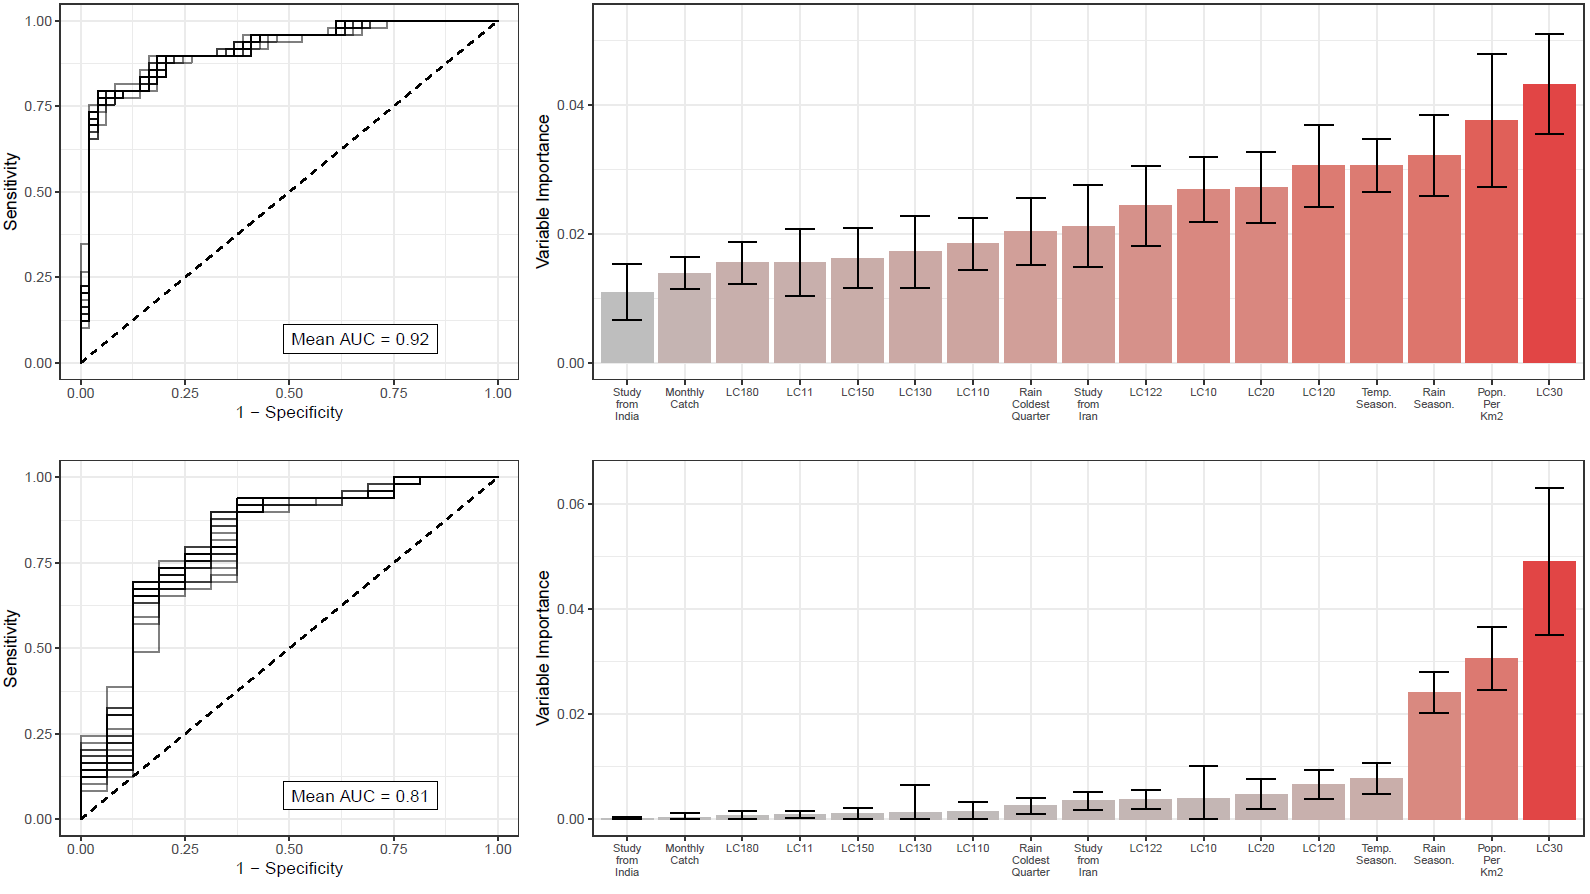 1.00
0.75
0.50
0.25
0.00
Sensitivity
Mean AUC = 0.92
0.00 0.25 0.50 0.75 1.00
1 − Specificity
0.04
0.02
0.00
Variable Importance
Study from India
Monthly Catch
LC180
LC11
LC150
LC130
LC110
Rain Coldest Quarter
Study from Iran
LC122
LC10
LC20
LC120
Temp. Season.
Rain Season.
Popn. Per Km2
LC30
1.00
0.75
0.50
0.25
0.00
Sensitivity
Mean AUC = 0.81
0.00 0.25 0.50 0.75 1.00
1 − Specificity
0.06
0.04
0.02
0.00
Variable Importance
Study from India
Monthly Catch
LC180
LC11
LC150
LC130
LC110
Rain Coldest Quarter
Study from Iran
LC122
LC10
LC20
LC120
Temp. Season.
Rain Season.
Popn. Per Km2
LC30